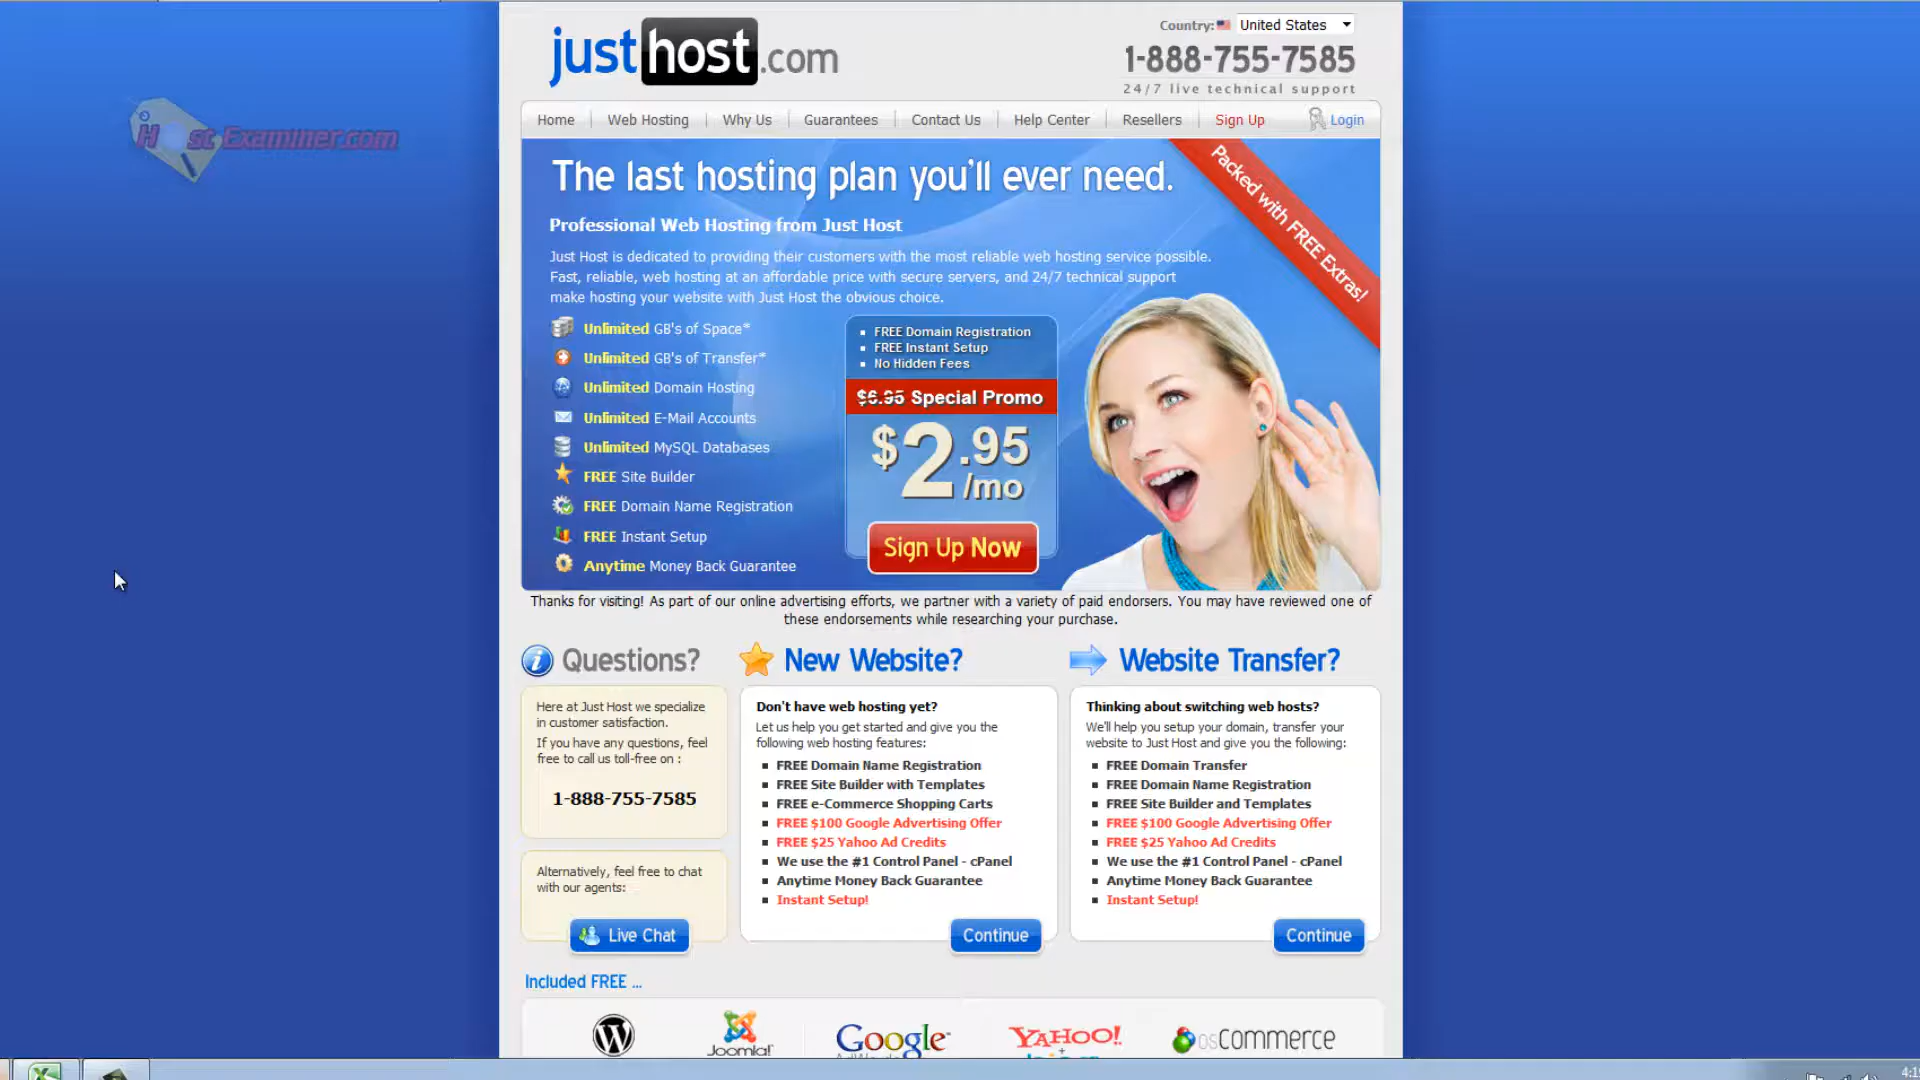 justhost.com
Country: United States
1-888-755-7585
24/7 live technical support
Host-Examiner.com
Home Web Hosting Why Us Guarantees Contact Us Help Center Resellers Sign Up Login
The last hosting plan you'll ever need.
Packed with FREE Extras!
Professional Web Hosting from Just Host
Just Host is dedicated to providing their customers with the most reliable web hosting service possible.
Fast, reliable, web hosting at an affordable price with secure servers, and 24/7 technical support
make hosting your website with Just Host the obvious choice.
Unlimited GB's of Space*
Unlimited GB's of Transfer*
Unlimited Domain Hosting
Unlimited E-Mail Accounts
Unlimited MySQL Databases
FREE Site Builder
FREE Domain Name Registration
FREE Instant Setup
Anytime Money Back Guarantee
FREE Domain Registration
FREE Instant Setup
No Hidden Fees
$6.95 Special Promo
$2.95
/mo
Sign Up Now
Thanks for visiting! As part of our online advertising efforts, we partner with a variety of paid endorsers. You may have reviewed one of
these endorsements while researching your purchase.
Questions?
Here at Just Host we specialize
in customer satisfaction.
If you have any questions, feel
free to call us toll-free on :
1-888-755-7585
Alternatively, feel free to chat
with our agents:
Live Chat
New Website?
Don't have web hosting yet?
Let us help you get started and give you the
following web hosting features:
FREE Domain Name Registration
FREE Site Builder with Templates
FREE e-Commerce Shopping Carts
FREE $100 Google Advertising Offer
FREE $25 Yahoo Ad Credits
We use the #1 Control Panel - cPanel
Anytime Money Back Guarantee
Instant Setup!
Continue
Website Transfer?
Thinking about switching web hosts?
We'll help you setup your domain, transfer your
website to Just Host and give you the following:
FREE Domain Transfer
FREE Domain Name Registration
FREE Site Builder and Templates
FREE $100 Google Advertising Offer
FREE $25 Yahoo Ad Credits
We use the #1 Control Panel - cPanel
Anytime Money Back Guarantee
Instant Setup!
Continue
Included FREE ...
Joomla! Google YAHOO! osCommerce